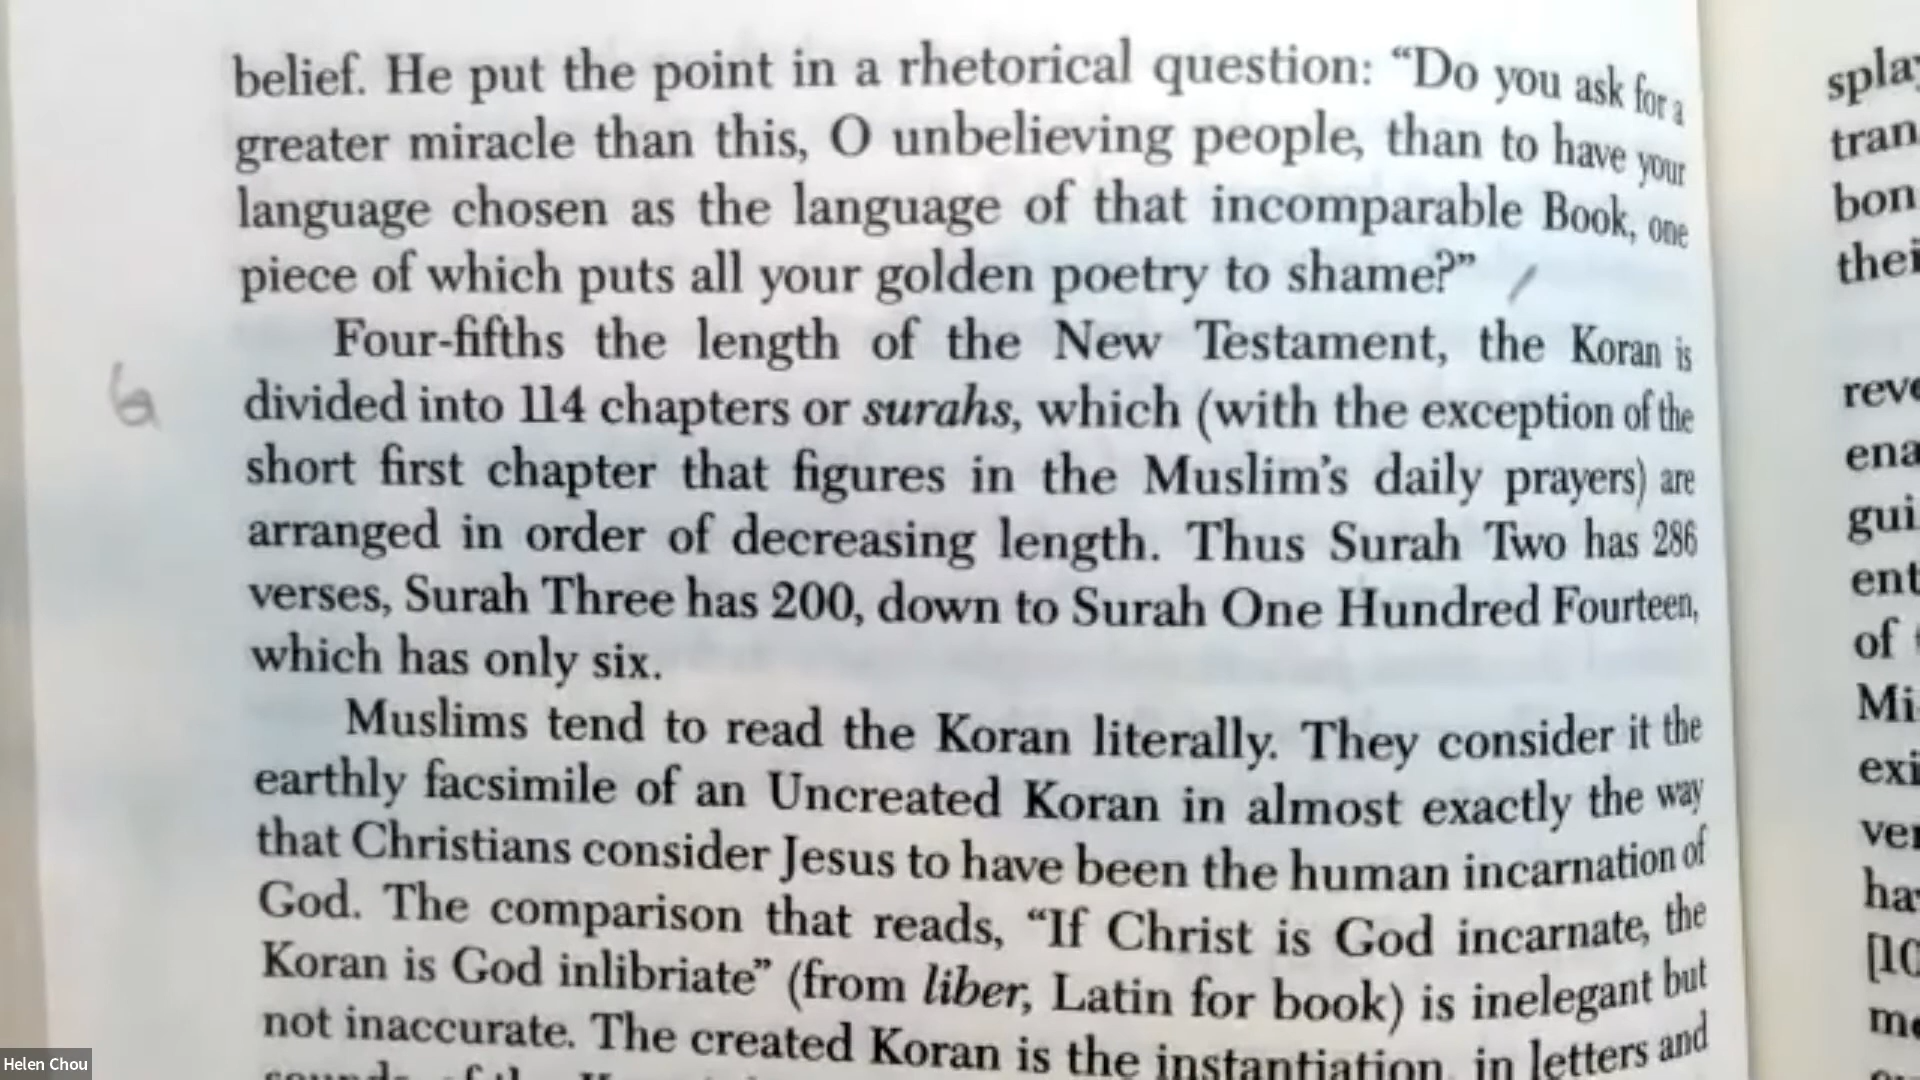 belief. He put the point in a rhetorical question: “Do you ask for a
greater miracle than this, O unbelieving people, than to have your
language chosen as the language of that incomparable Book, one
piece of which puts all your golden poetry to shame?”
Four-fifths the length of the New Testament, the Koran is
divided into 114 chapters or surahs, which (with the exception of the
short first chapter that figures in the Muslim’s daily prayers) are
arranged in order of decreasing length. Thus Surah Two has 286
verses, Surah Three has 200, down to Surah One Hundred Fourteen,
which has only six.
Muslims tend to read the Koran literally. They consider it the
earthly facsimile of an Uncreated Koran in almost exactly the way
that Christians consider Jesus to have been the human incarnation of
God. The comparison that reads, “If Christ is God incarnate, the
Koran is God inlibriate” (from liber, Latin for book) is inelegant but
not inaccurate. The created Koran is the instantiation, in letters and
Helen Chou